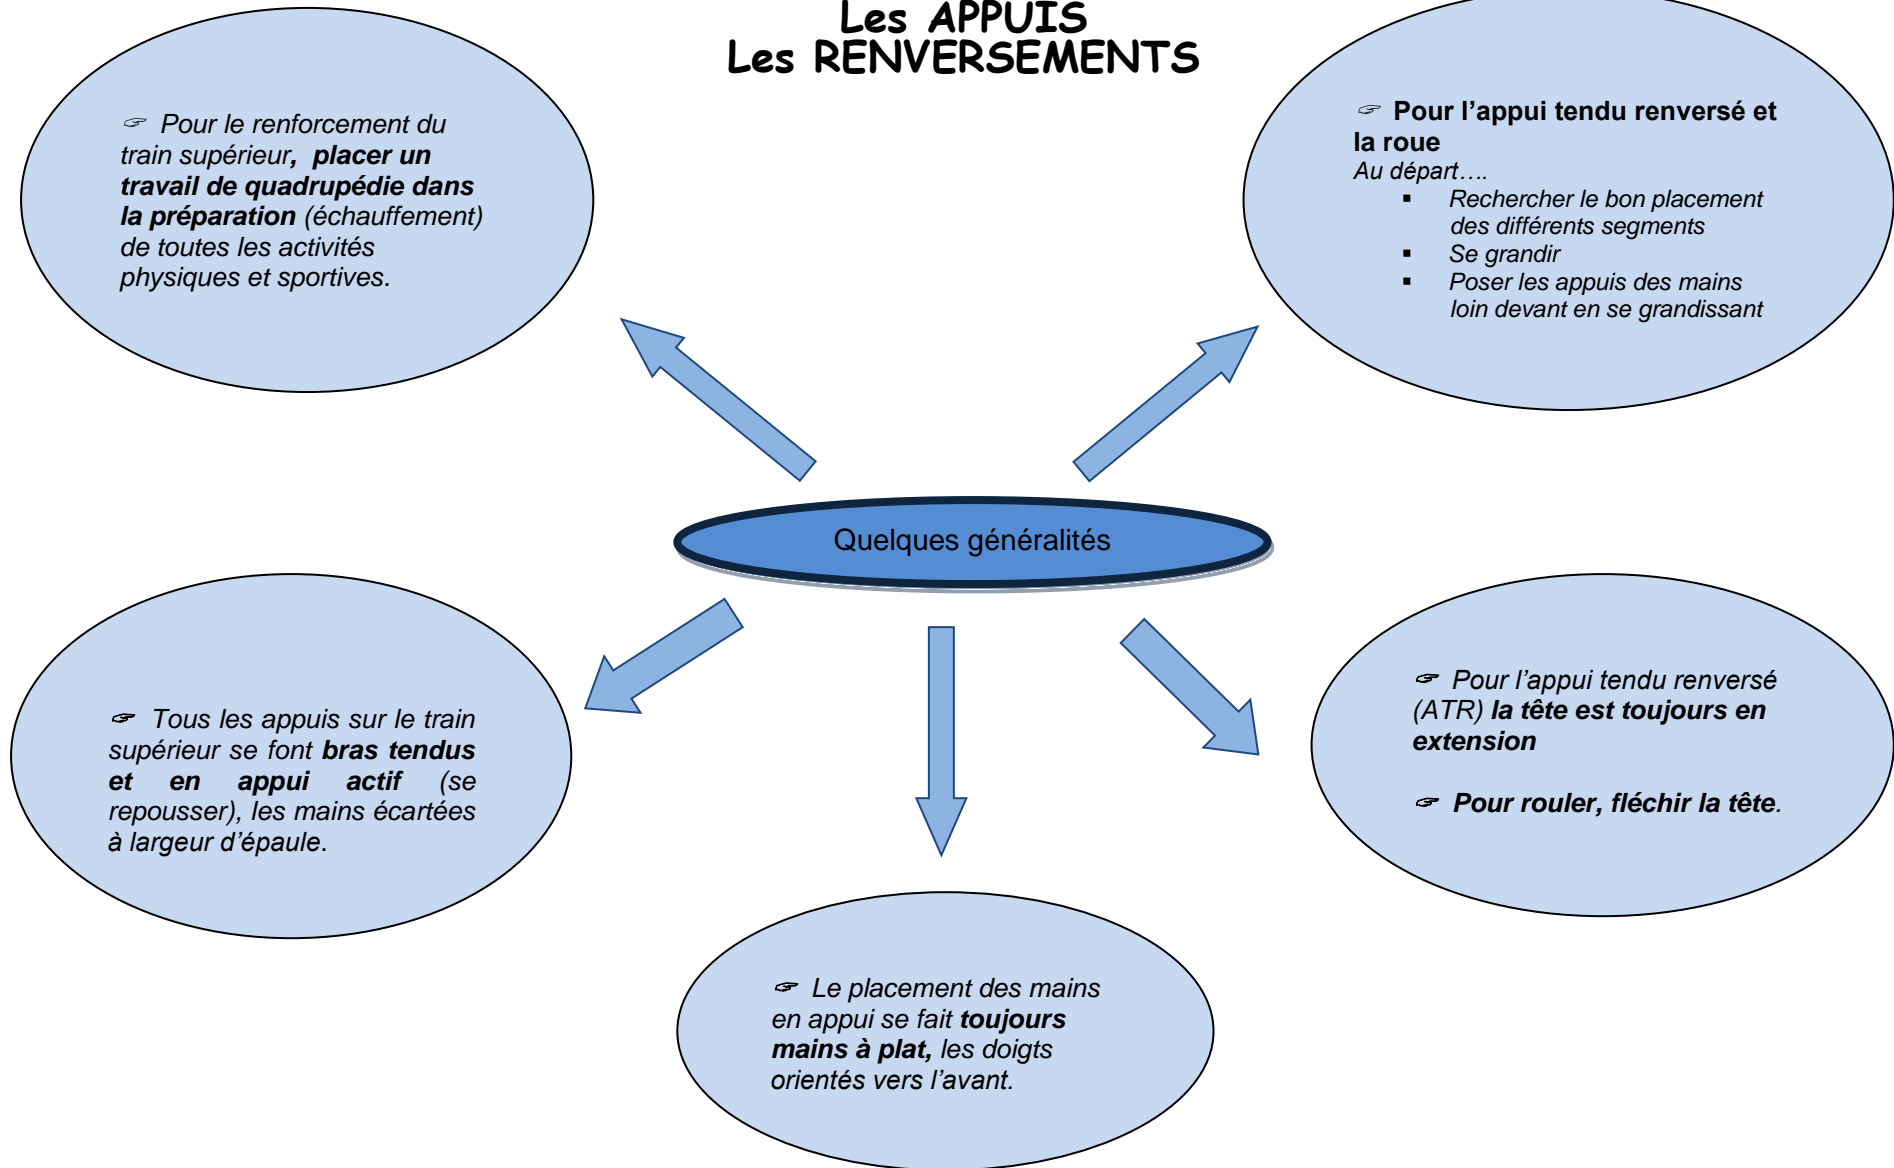 Les APPUIS
Les RENVERSEMENTS
☞ Pour le renforcement du
train supérieur, placer un
travail de quadrupédie dans
la préparation (échauffement)
de toutes les activités
physiques et sportives.
☞ Pour l’appui tendu renversé et
la roue
Au départ….
▪ Rechercher le bon placement
des différents segments
▪ Se grandir
▪ Poser les appuis des mains
loin devant en se grandissant
Quelques généralités
☞ Tous les appuis sur le train
supérieur se font bras tendus
et en appui actif (se
repousser), les mains écartées
à largeur d’épaule.
☞ Pour l’appui tendu renversé
(ATR) la tête est toujours en
extension
☞ Pour rouler, fléchir la tête.
☞ Le placement des mains
en appui se fait toujours
mains à plat, les doigts
orientés vers l’avant.